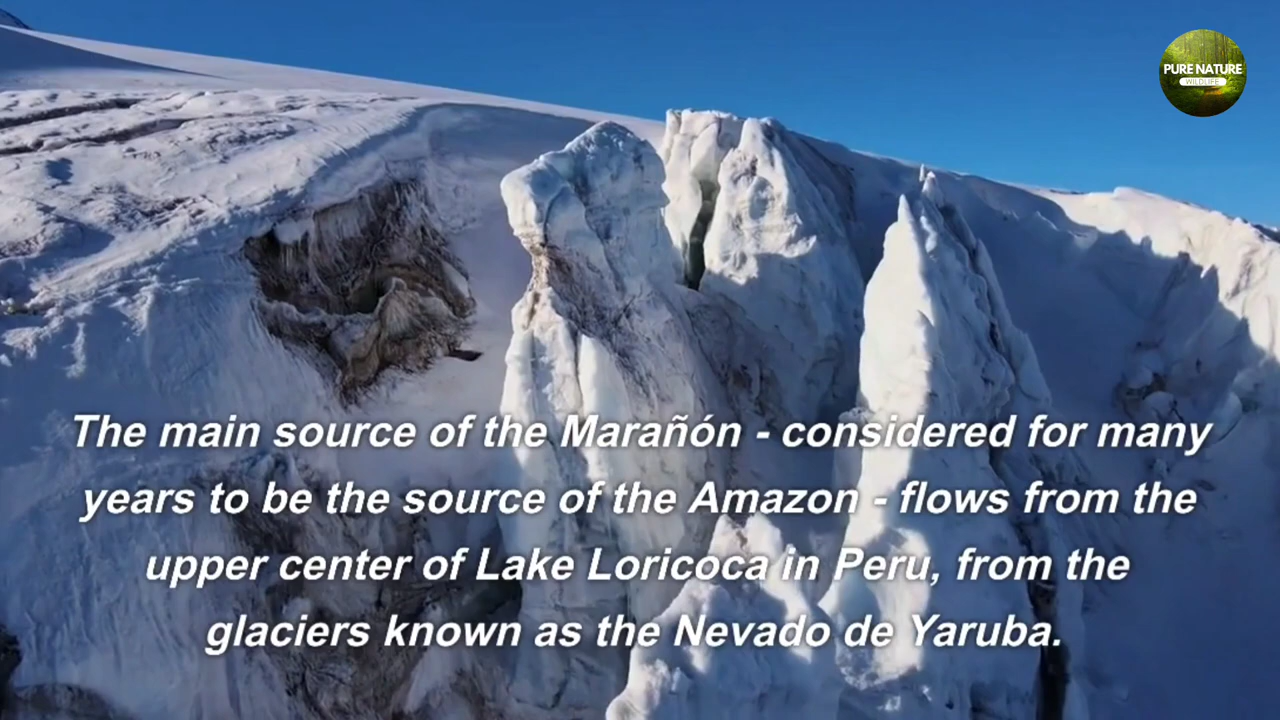 PURE NATURE
WILDLIFE
The main source of the Marañón - considered for many
years to be the source of the Amazon - flows from the
upper center of Lake Loricoca in Peru, from the
glaciers known as the Nevado de Yaruba.